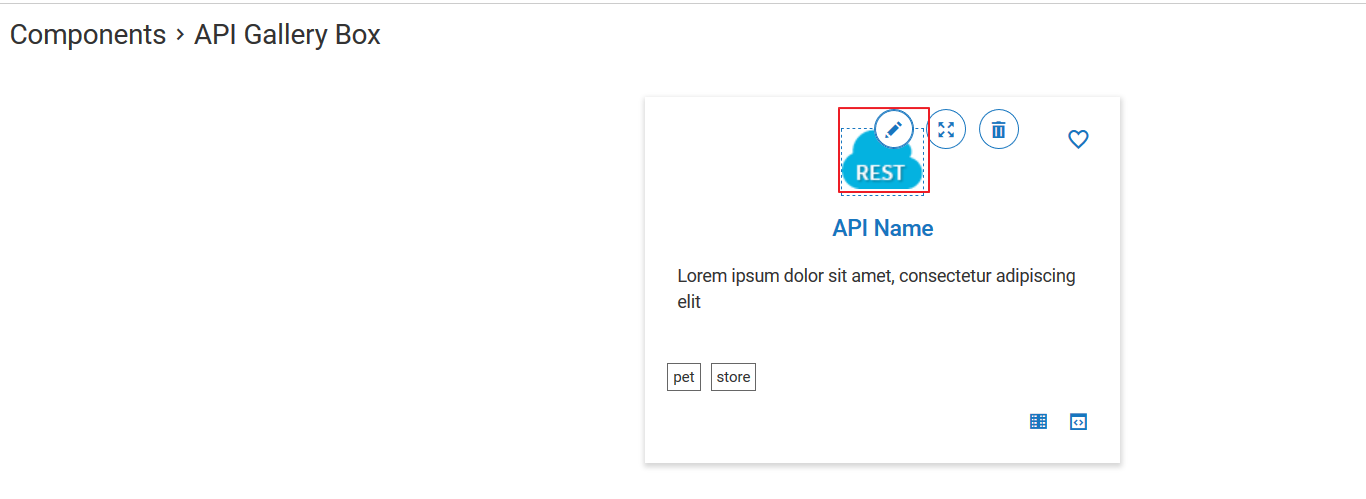 Components › API Gallery Box
REST
API Name
Lorem ipsum dolor sit amet, consectetur adipiscing
elit
pet store